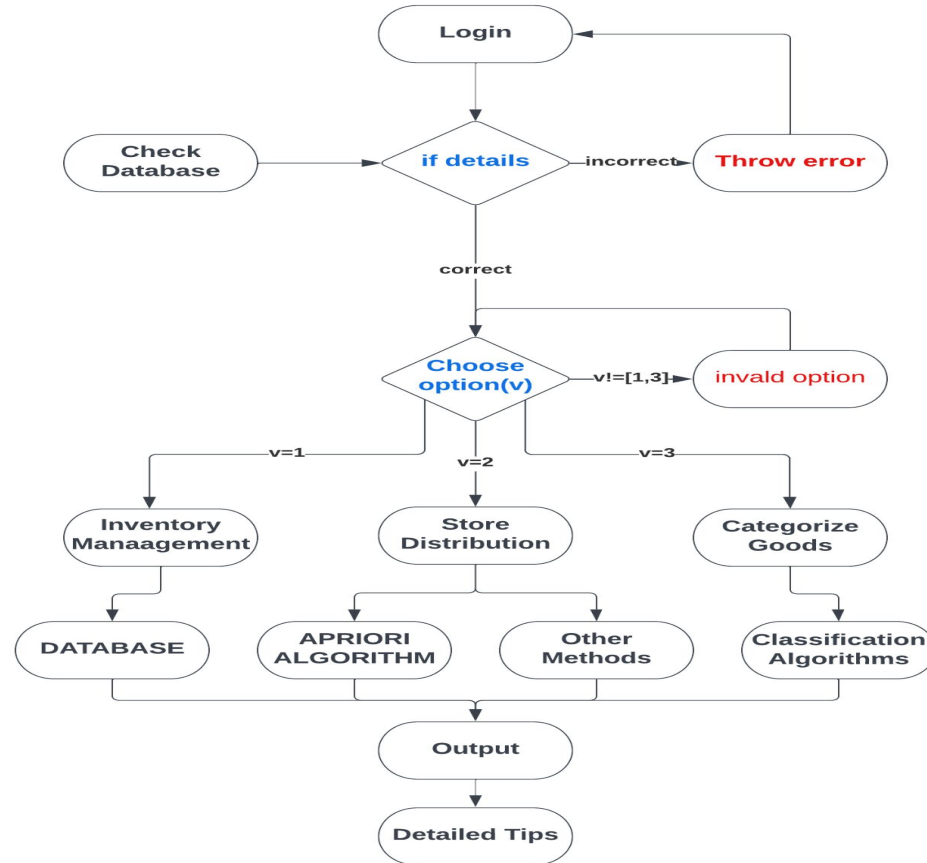 Login
Check
Database
if details
incorrect
Throw error
correct
Choose
option(v)
v!=[1,3]
invald option
v=1
v=2
v=3
Inventory
Manaagement
Store
Distribution
Categorize
Goods
DATABASE
APRIORI
ALGORITHM
Other
Methods
Classification
Algorithms
Output
Detailed Tips